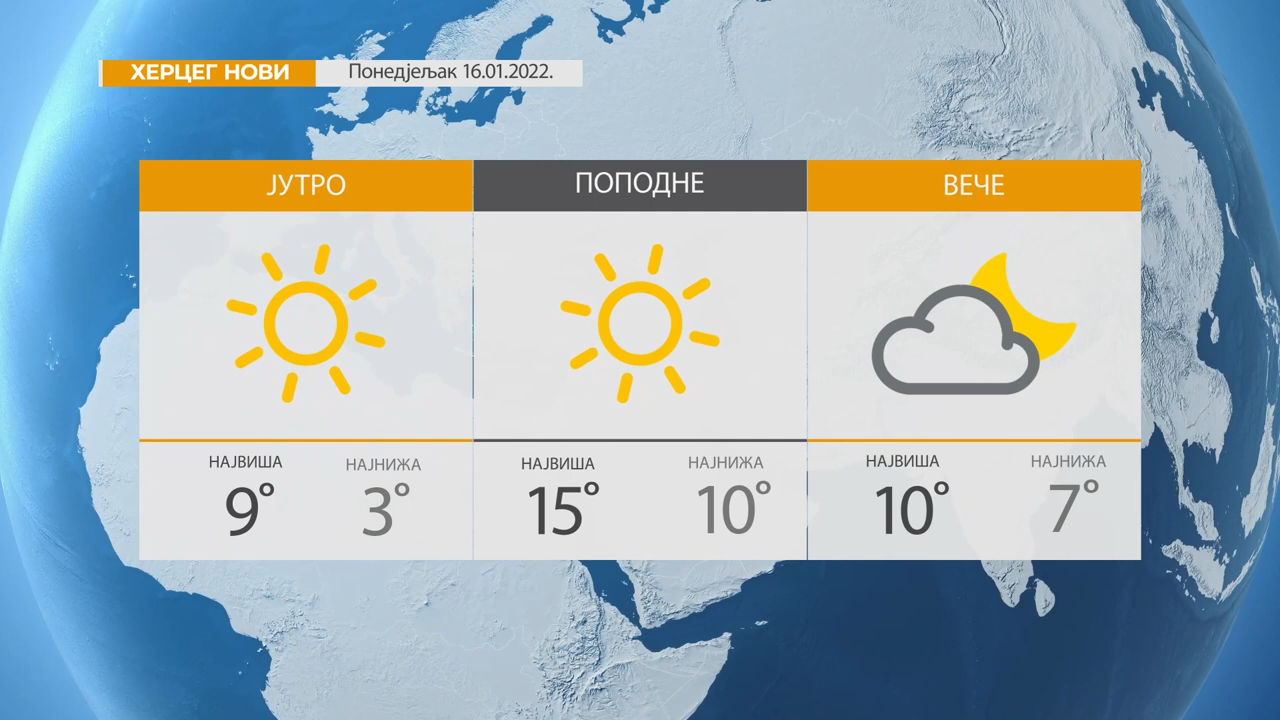 ХЕРЦЕГ НОВИ Понедјељак 16.01.2022.
ЈУТРО ПОПОДНЕ ВЕЧЕ
НАЈВИША НАЈНИЖА НАЈВИША НАЈНИЖА НАЈВИША НАЈНИЖА
9° 3° 15° 10° 10° 7°